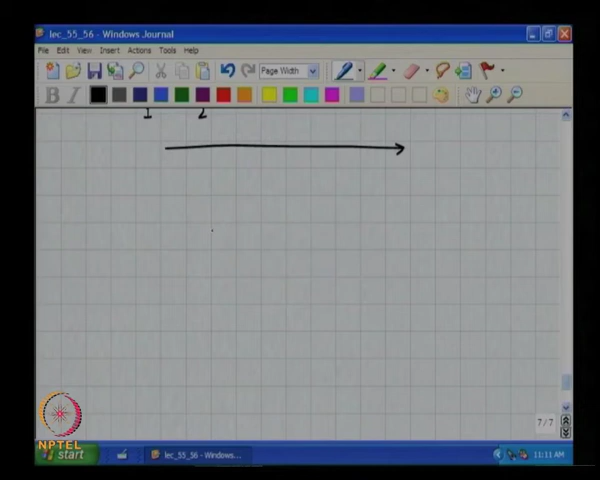 lec_55_56 - Windows Journal
File Edit View Insert Actions Tools Help
Page Width
B I
1 2
7/7
NPTEL
start
lec_55_56 - Windows...
11:11 AM